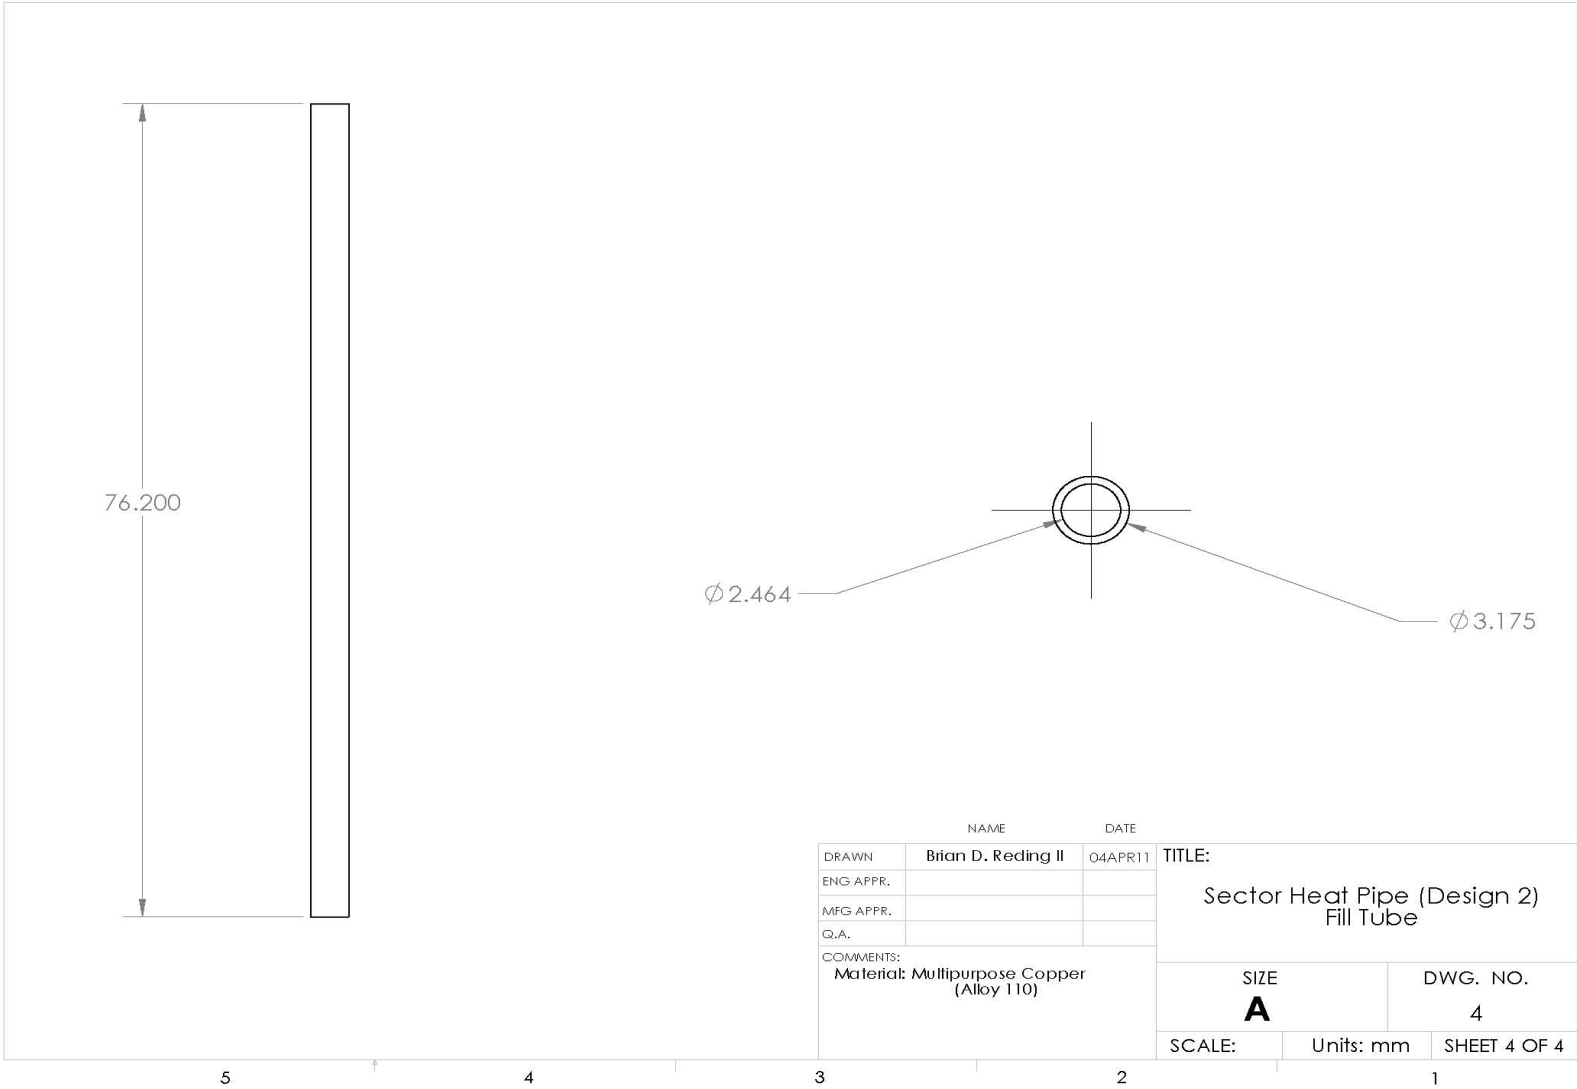 76.200
∅2.464
∅3.175
NAME DATE
DRAWN Brian D. Reding II 04APR11
ENG APPR.
MFG APPR.
Q.A.
COMMENTS:
Material: Multipurpose Copper
(Alloy 110)
TITLE:
Sector Heat Pipe (Design 2)
Fill Tube
SIZE
A
DWG. NO.
4
SCALE: Units: mm SHEET 4 OF 4
5 4 3 2 1